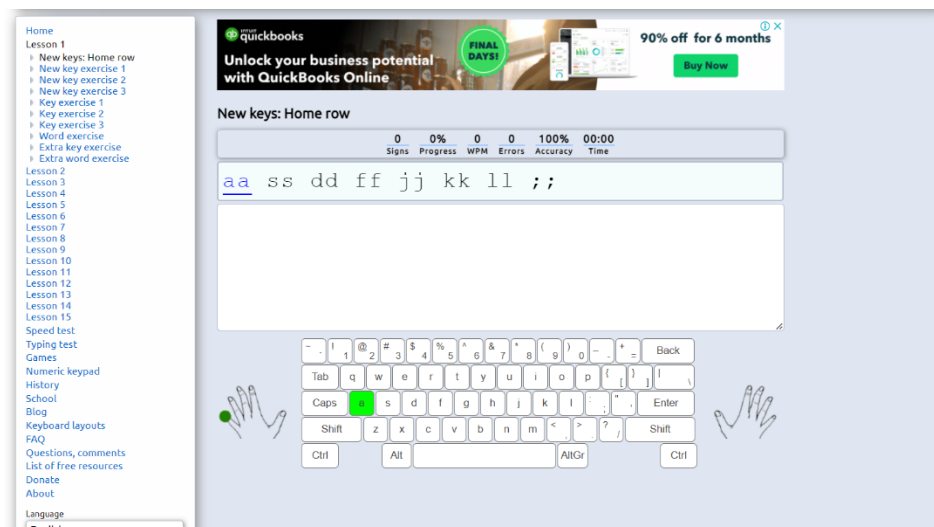 Home
Lesson 1
New keys: Home row
New key exercise 1
New key exercise 2
New key exercise 3
Key exercise 1
Key exercise 2
Key exercise 3
Word exercise
Extra key exercise
Extra word exercise
Lesson 2
Lesson 3
Lesson 4
Lesson 5
Lesson 6
Lesson 7
Lesson 8
Lesson 9
Lesson 10
Lesson 11
Lesson 12
Lesson 13
Lesson 14
Lesson 15
Speed test
Typing test
Games
Numeric keypad
History
School
Blog
Keyboard layouts
FAQ
Questions, comments
List of free resources
Donate
About
Language
intuit
quickbooks
Unlock your business potential
with QuickBooks Online
FINAL
DAYS!
90% off for 6 months
Buy Now
New keys: Home row
0 0% 0 0 100% 00:00
Signs Progress WPM Errors Accuracy Time
aa ss dd ff jj kk ll ;;
~ ! 1 @ 2 # 3 $ 4 % 5 ^ 6 & 7 * 8 ( 9 ) 0 _ - + = Back
Tab q w e r t y u i o p { [ } ] | \
Caps a s d f g h j k l : ; " ' Enter
Shift z x c v b n m < , > . ? / Shift
Ctrl Alt AltGr Ctrl